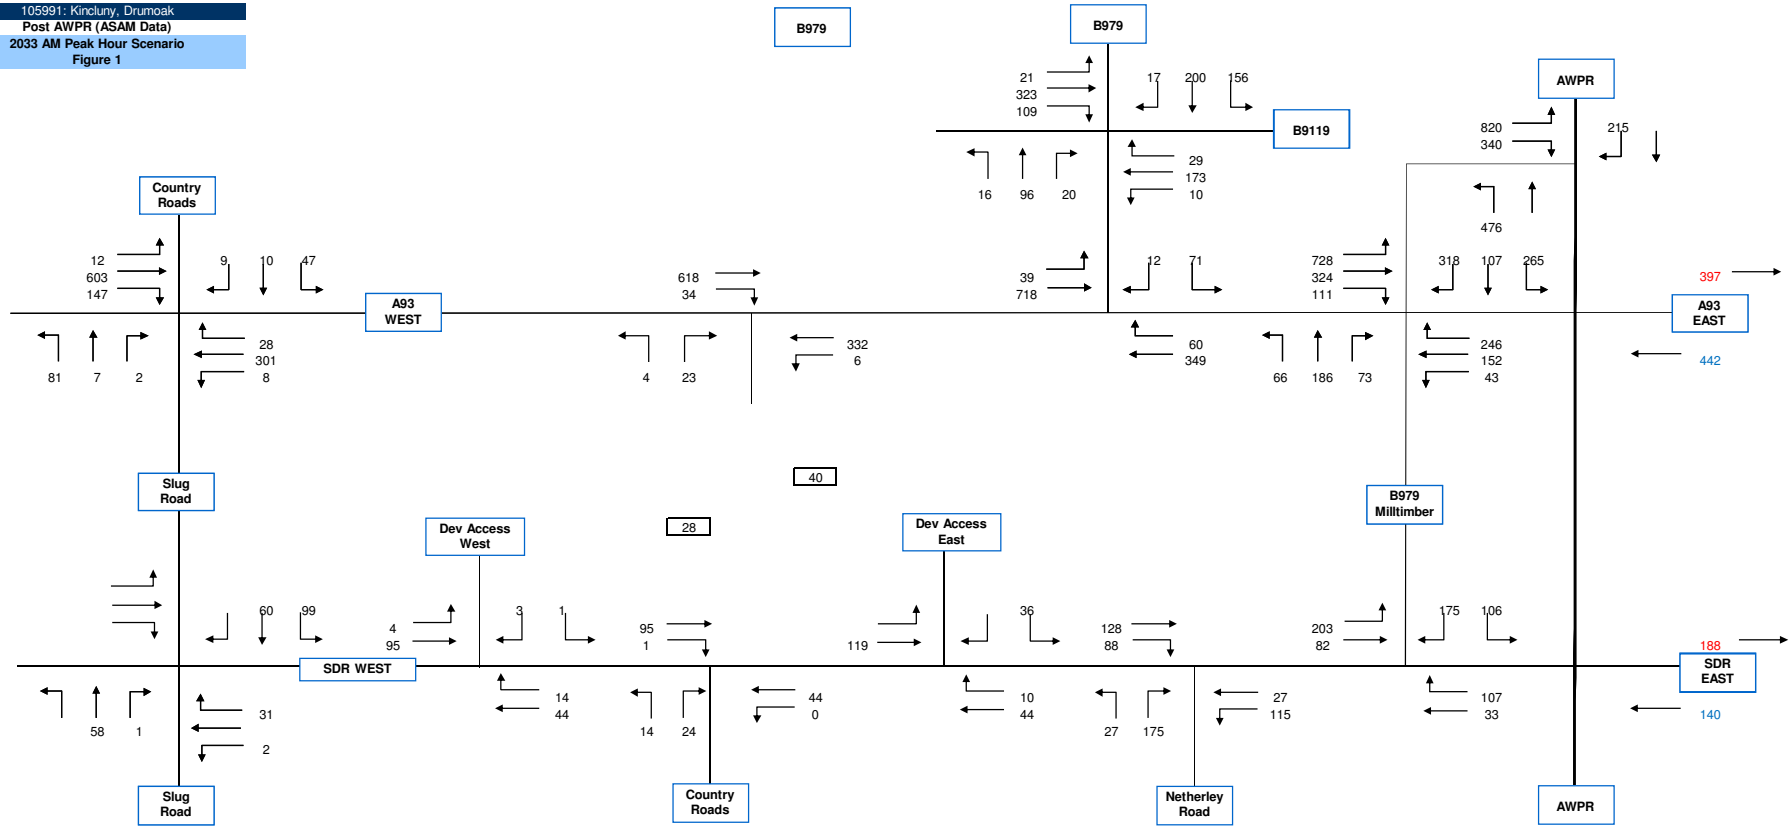 105991: Kincluny, Drumoak
Post AWPR (ASAM Data)
2033 AM Peak Hour Scenario
Figure 1
B979
B979
21
323
109
17 200 156
B9119
16 96 20
29
173
10
AWPR
820
340
215
476
Country
Roads
12
603
147
9 10 47
A93
WEST
81 7 2
28
301
8
618
34
4 23
332
6
39
718
12 71
60
349
728
324
111
318 107 265
66 186 73
246
152
43
397
A93
EAST
442
Slug
Road
40
28
B979
Milltimber
Dev Access
West
Dev Access
East
60 99
SDR WEST
58 1
31
2
4
95
3 1
14
44
95
1
14 24
44
0
119
36
10
44
128
88
27 175
27
115
203
82
175 106
107
33
188
SDR
EAST
140
Slug
Road
Country
Roads
Netherley
Road
AWPR